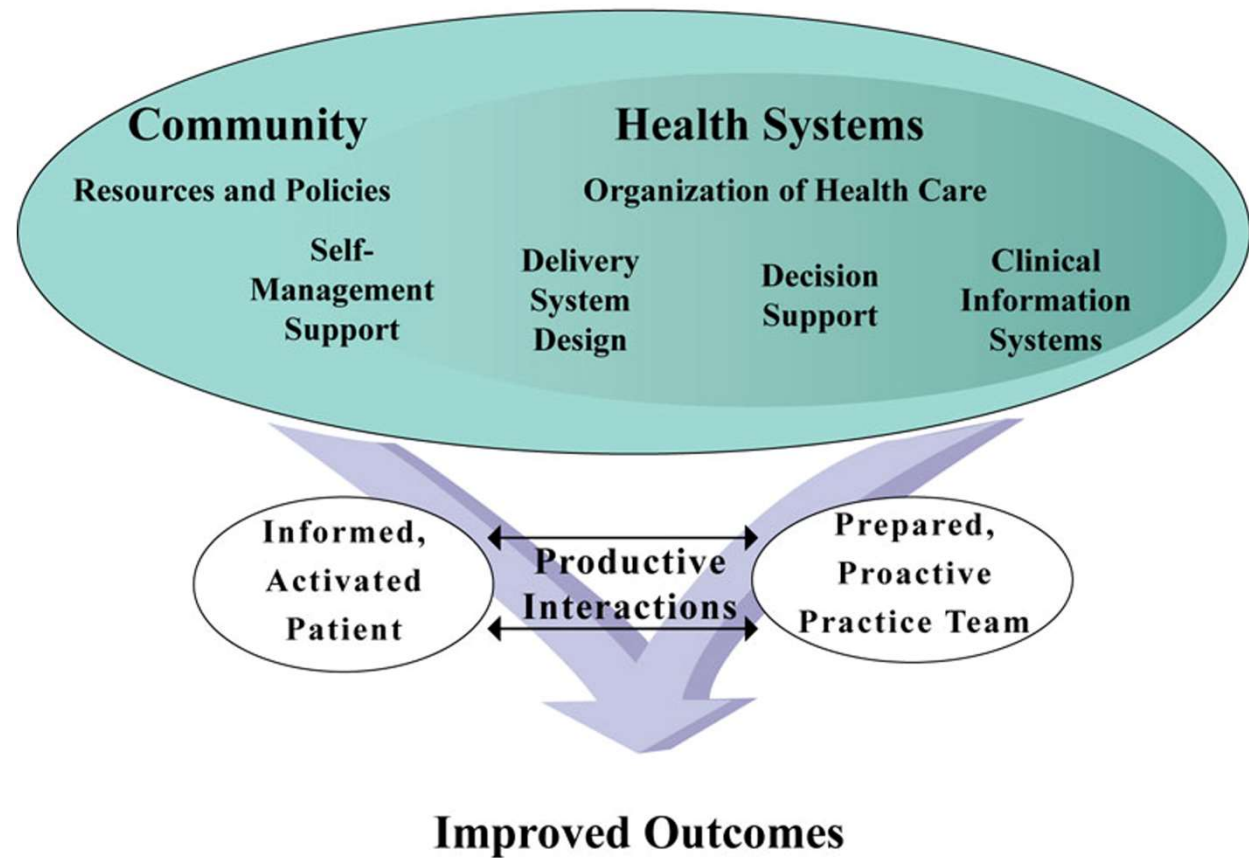 Community
Health Systems
Resources and Policies
Organization of Health Care
Self-
Management
Support
Delivery
System
Design
Decision
Support
Clinical
Information
Systems
Informed,
Activated
Patient
Productive
Interactions
Prepared,
Proactive
Practice Team
Improved Outcomes